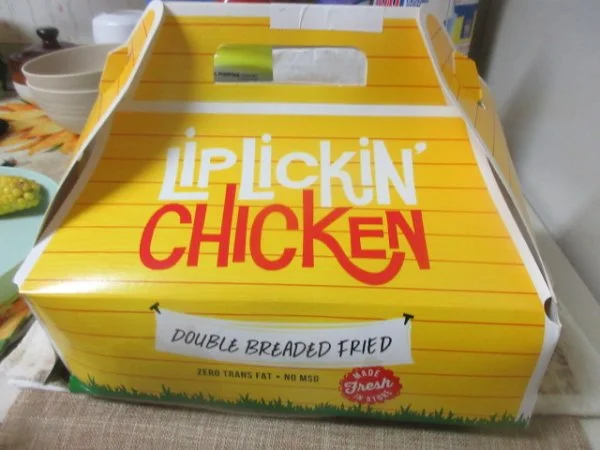 LiPLiCKiN'
CHiCKEN
DOUBLE BREADED FRIED
ZERO TRANS FAT • NO MSG
MADE
Fresh
IN STORE